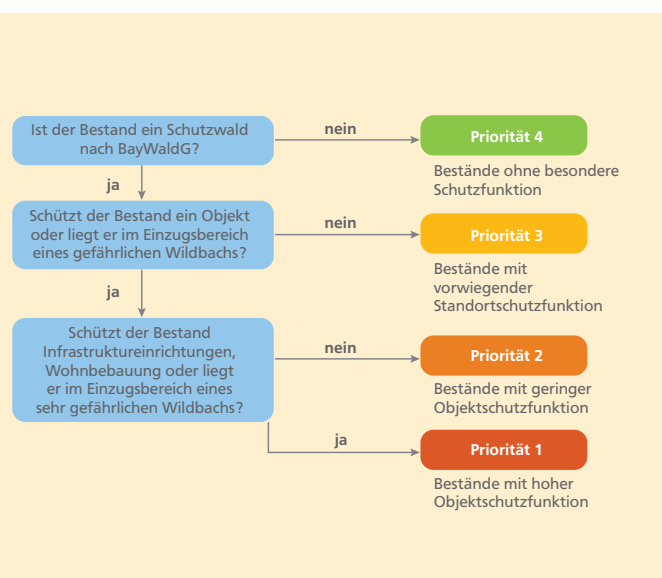 Ist der Bestand ein Schutzwald
nach BayWaldG?
nein
Priorität 4
Bestände ohne besondere
Schutzfunktion
ja
Schützt der Bestand ein Objekt
oder liegt er im Einzugsbereich
eines gefährlichen Wildbachs?
nein
Priorität 3
Bestände mit
vorwiegender
Standortschutzfunktion
ja
Schützt der Bestand
Infrastruktureinrichtungen,
Wohnbebauung oder liegt
er im Einzugsbereich eines
sehr gefährlichen Wildbachs?
nein
Priorität 2
Bestände mit geringer
Objektschutzfunktion
ja
Priorität 1
Bestände mit hoher
Objektschutzfunktion